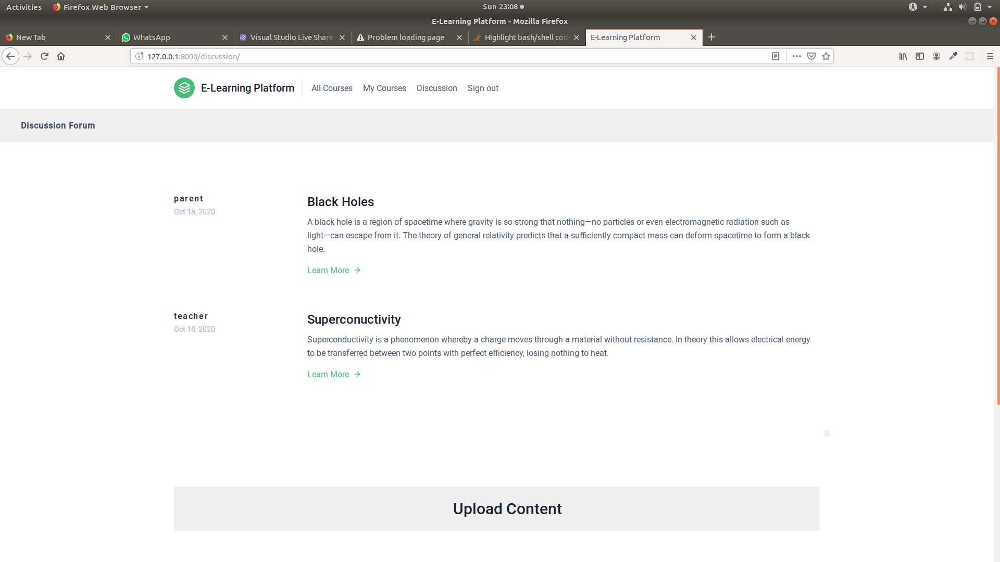 Activities Firefox Web Browser Sun 23:08
E-Learning Platform - Mozilla Firefox
New Tab WhatsApp Visual Studio Live Share Problem loading page Highlight bash/shell code E-Learning Platform
127.0.0.1:8000/discussion/
E-Learning Platform All Courses My Courses Discussion Sign out
Discussion Forum
parent
Oct 18, 2020
Black Holes
A black hole is a region of spacetime where gravity is so strong that nothing—no particles or even electromagnetic radiation such as
light—can escape from it. The theory of general relativity predicts that a sufficiently compact mass can deform spacetime to form a black
hole.
Learn More →
teacher
Oct 18, 2020
Superconuctivity
Superconductivity is a phenomenon whereby a charge moves through a material without resistance. In theory this allows electrical energy
to be transferred between two points with perfect efficiency, losing nothing to heat.
Learn More →
Upload Content